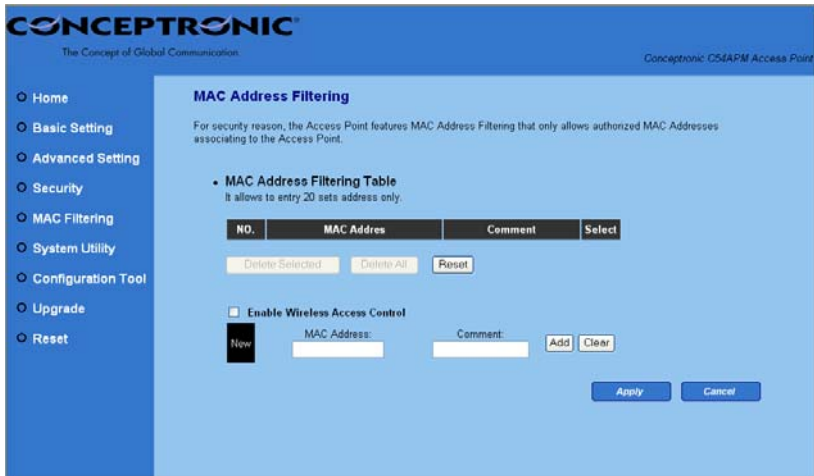 CONCEPTRONIC
The Concept of Global Communication
Conceptronic C54APM Access Point
Home
Basic Setting
Advanced Setting
Security
MAC Filtering
System Utility
Configuration Tool
Upgrade
Reset
MAC Address Filtering
For security reason, the Access Point features MAC Address Filtering that only allows authorized MAC Addresses
associating to the Access Point.
MAC Address Filtering Table
It allows to entry 20 sets address only.
NO. MAC Addres Comment Select
Delete Selected Delete All Reset
Enable Wireless Access Control
New MAC Address: Comment: Add Clear
Apply Cancel